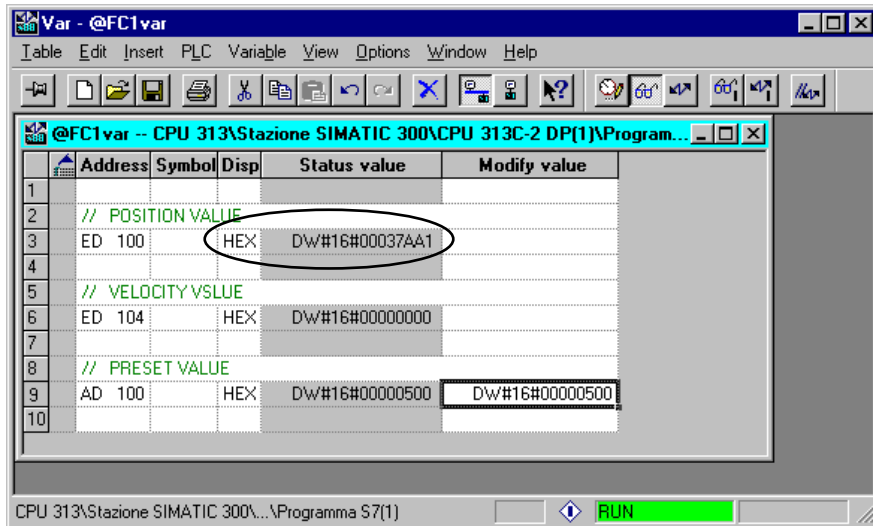 Var - @FC1var
Table Edit Insert PLC Variable View Options Window Help
@FC1var -- CPU 313\Stazione SIMATIC 300\CPU 313C-2 DP(1)\Program...
Address Symbol Disp Status value Modify value
1
2 // POSITION VALUE
3 ED 100 HEX DW#16#00037AA1
4
5 // VELOCITY VSLUE
6 ED 104 HEX DW#16#00000000
7
8 // PRESET VALUE
9 AD 100 HEX DW#16#00000500 DW#16#00000500
10
CPU 313\Stazione SIMATIC 300\...\Programma S7(1) RUN